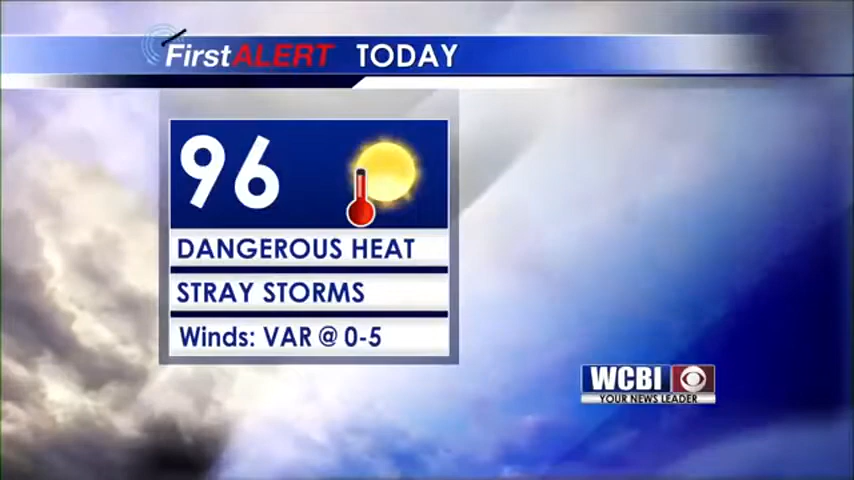 FirstALERT TODAY
96
DANGEROUS HEAT
STRAY STORMS
Winds: VAR @ 0-5
WCBI
YOUR NEWS LEADER